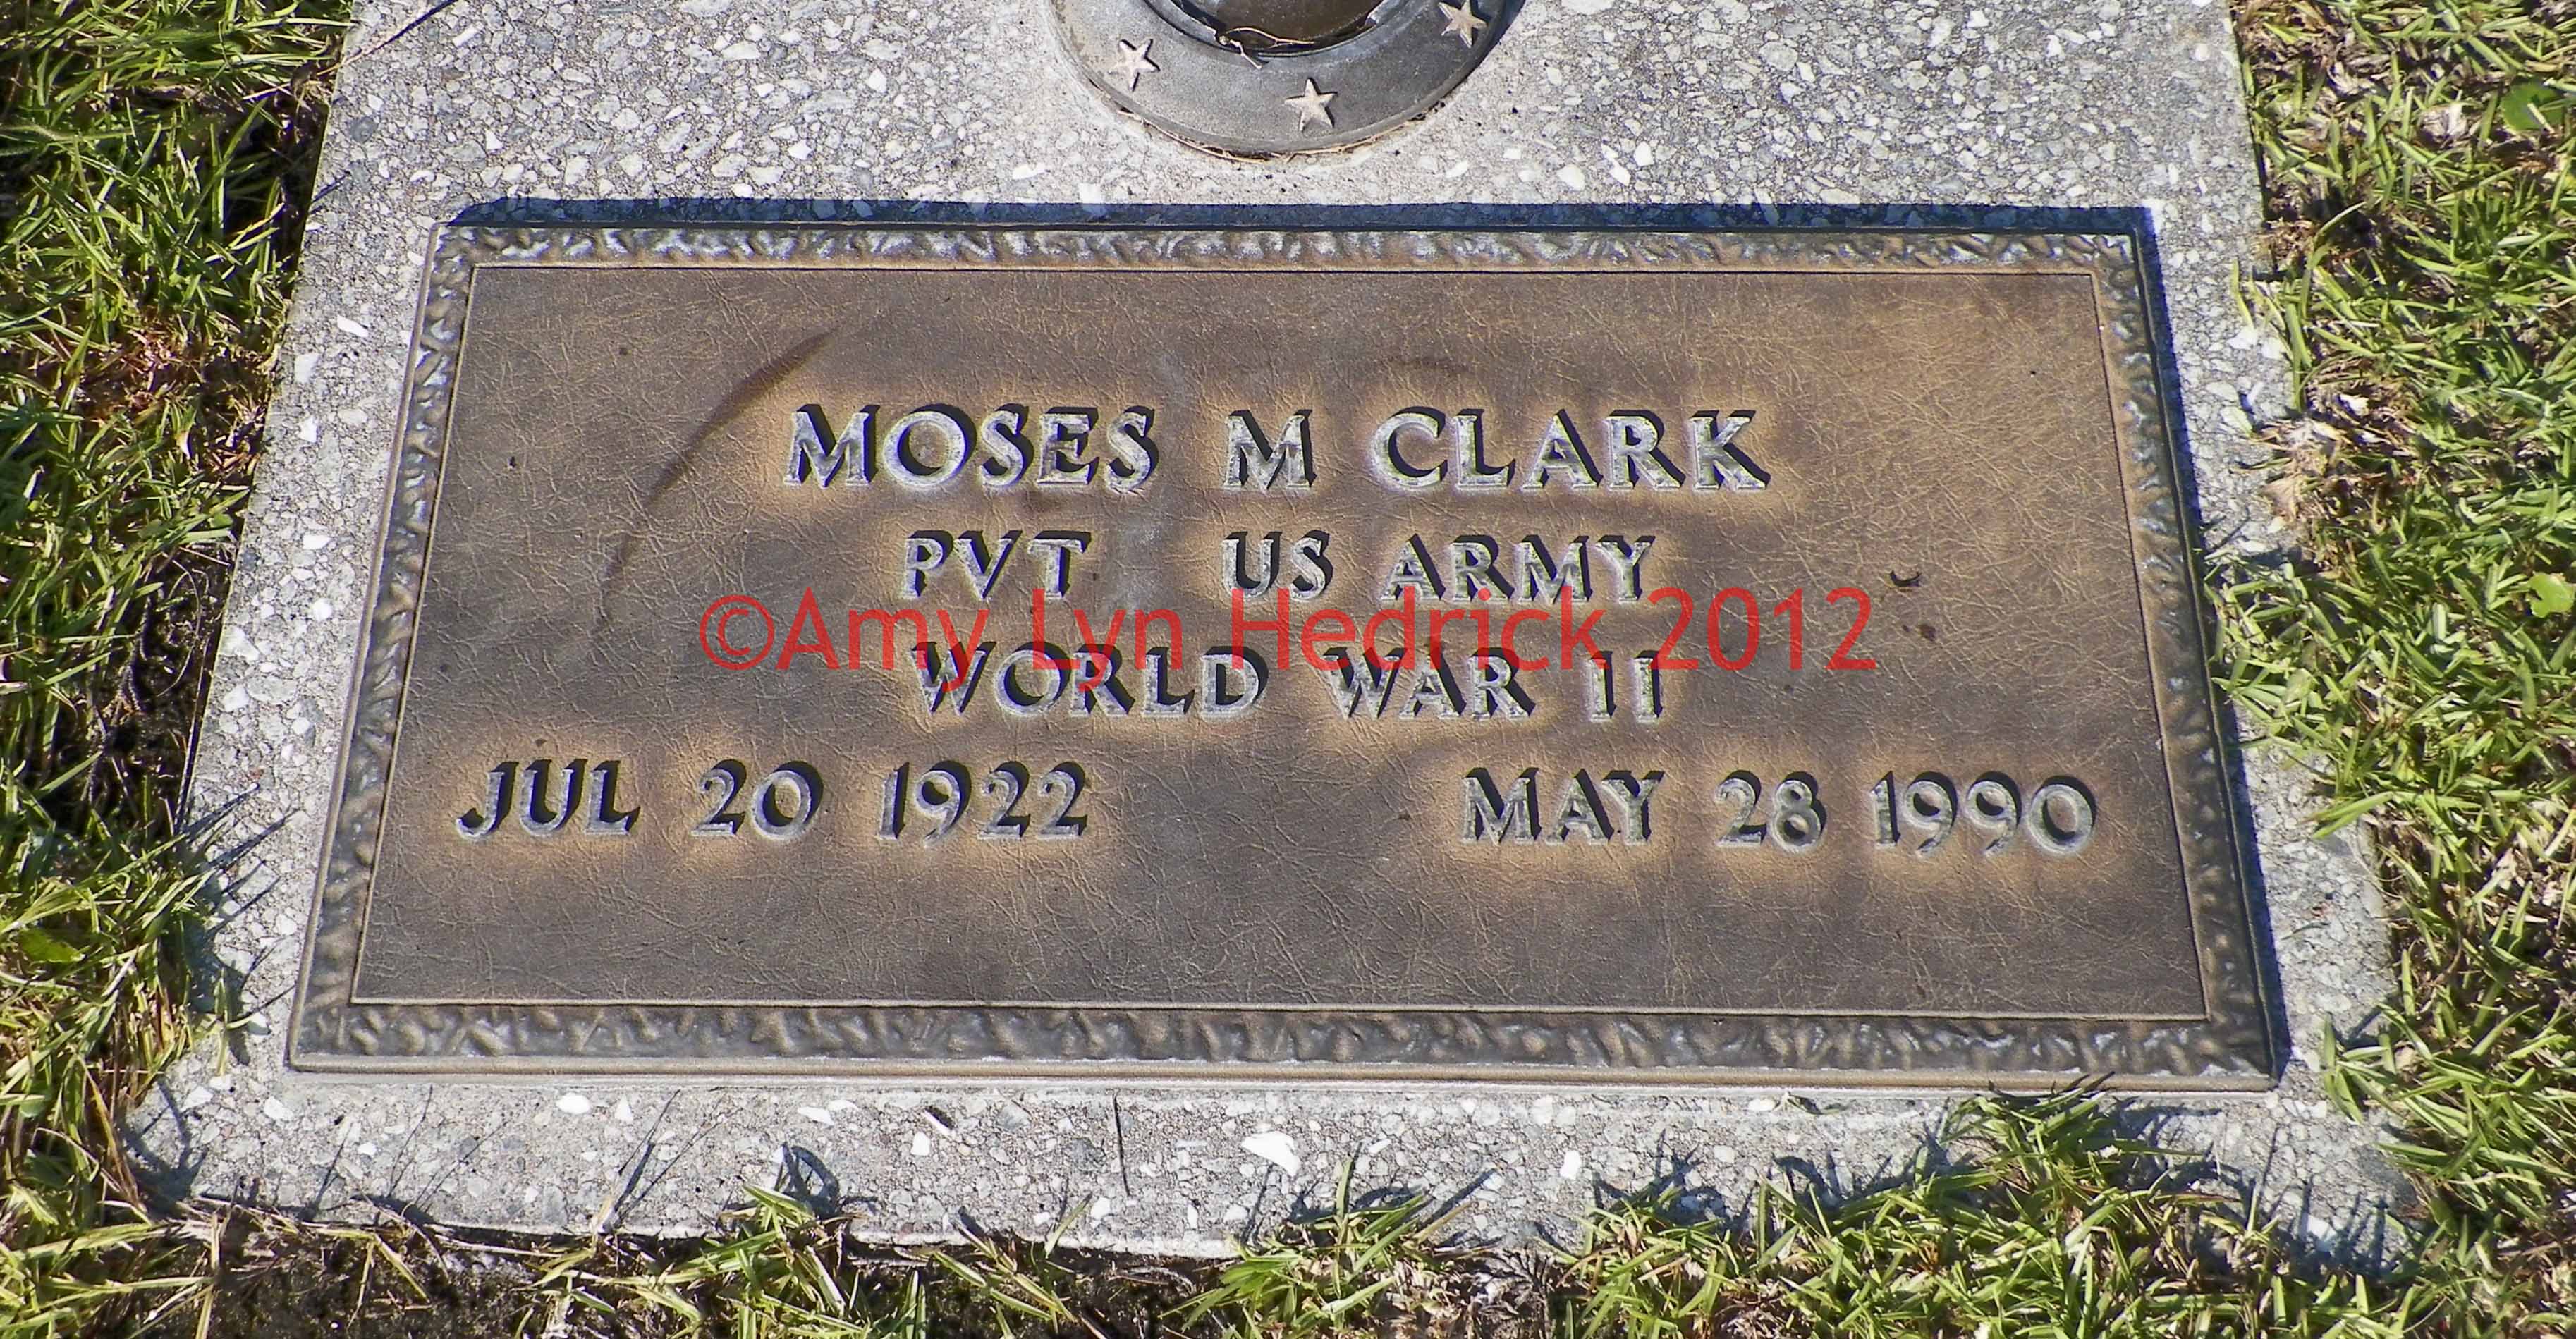 MOSES M CLARK
PVT US ARMY
©Amy Lyn Hedrick 2012
WORLD WAR II
JUL 20 1922 MAY 28 1990